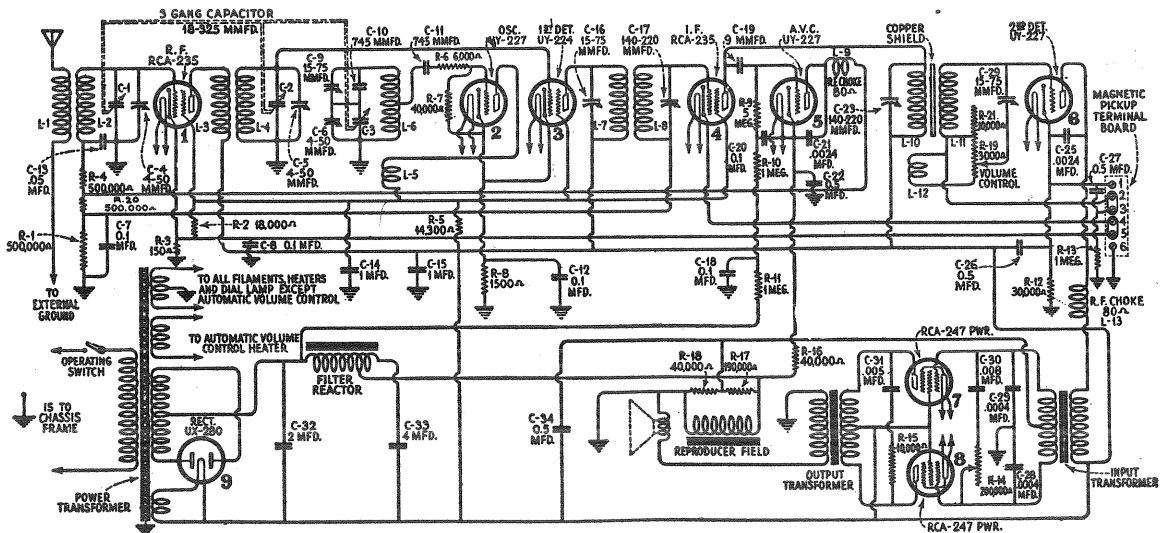 3 GANG CAPACITOR
18-325 MMFD.
R.F.
RCA-235
C-1
L-1
L-2
L-3
1
C-13
.05
MFD.
C-4
4-50
MMFD.
R-4
500,000Ω
R-20
500,000Ω
R-1
500,000Ω
C-7
0.1
MFD.
R-2 18,000Ω
R-3
150Ω
C-8 0.1 MFD.
C-9
15-75
MMFD.
C-2
L-4
C-5
4-50
MMFD.
C-6
4-50
MMFD.
C-10
745 MMFD.
G3
L-6
L-5
C-11
745 MMFD.
R-6 6,000Ω
R-7
40,000Ω
OSC.
UY-227
2
1ST DET.
UY-224
3
C-16
15-75
MMFD.
L-7
C-17
140-220
MMFD.
L-8
I.F.
RCA-235
4
C-19
9 MMFD.
R-9
.5
MEG.
R-10
1 MEG.
C-20
0.1
MFD.
A.V.C.
UY-227
5
L-9
R.F. CHOKE
80Ω
C-23
140-220
MMFD.
C-21
.0024
MFD.
C-22
0.5
MFD.
COPPER
SHIELD
L-10
L-11
L-12
C-29
15-75
MMFD.
R-21
R-19
3000Ω
VOLUME
CONTROL
2ND DET.
UY-227
6
C-25
.0024
MFD.
MAGNETIC
PICKUP
TERMINAL
BOARD
C-27
0.5 MFD.
1
2
3
4
5
6
R-13
1 MEG.
C-26
0.5
MFD.
R-12
30,000Ω
R.F. CHOKE
80Ω
L-13
R-5
14,300Ω
C-14
1 MFD.
C-15
1 MFD.
R-8
1500Ω
C-12
0.1
MFD.
C-18
0.1
MFD.
R-11
1 MEG.
TO
EXTERNAL
GROUND
TO ALL FILAMENTS, HEATERS
AND DIAL LAMP EXCEPT
AUTOMATIC VOLUME CONTROL
TO AUTOMATIC VOLUME
CONTROL HEATER
OPERATING
SWITCH
IS TO
CHASSIS
FRAME
POWER
TRANSFORMER
RECT.
UX-280
9
FILTER
REACTOR
C-32
2 MFD.
C-33
4 MFD.
C-34
0.5
MFD.
R-18
40,000Ω
R-17
R-16
40,000Ω
REPRODUCER FIELD
OUTPUT
TRANSFORMER
C-31
.005
MFD.
RCA-247 PWR.
7
R-15
8
RCA-247 PWR.
C-30
.008
MFD.
C-29
.0004
MFD.
C-28
.0004
MFD.
R-14
INPUT
TRANSFORMER